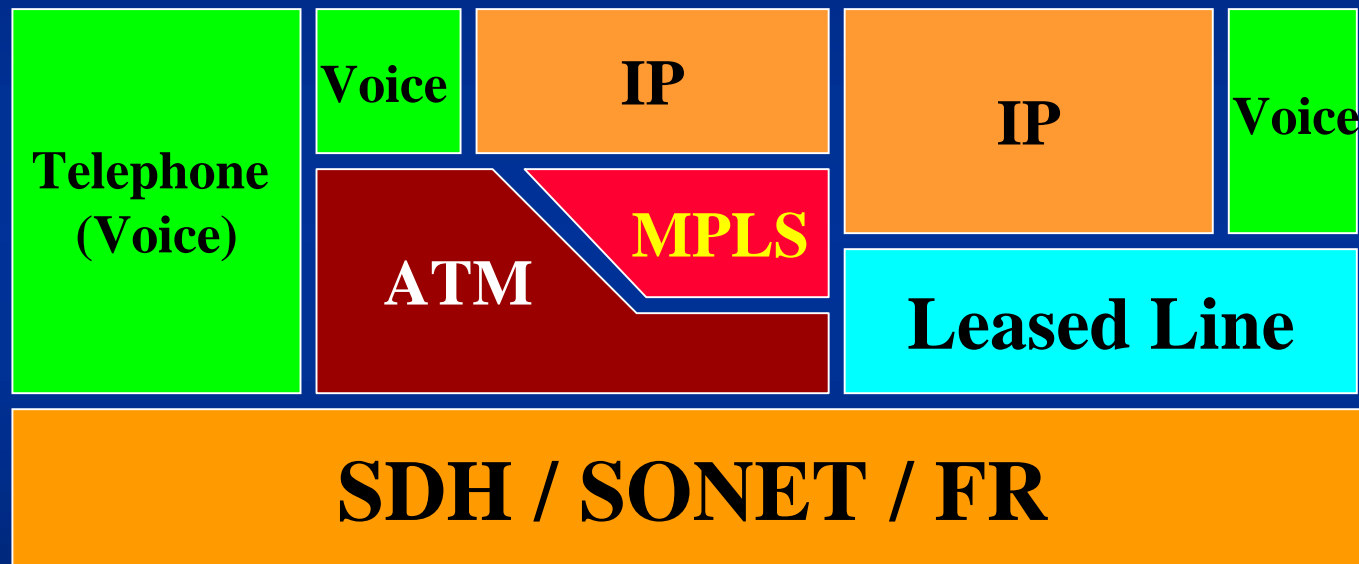 Telephone
(Voice)
Voice
IP
IP
Voice
ATM
MPLS
Leased Line
SDH / SONET / FR